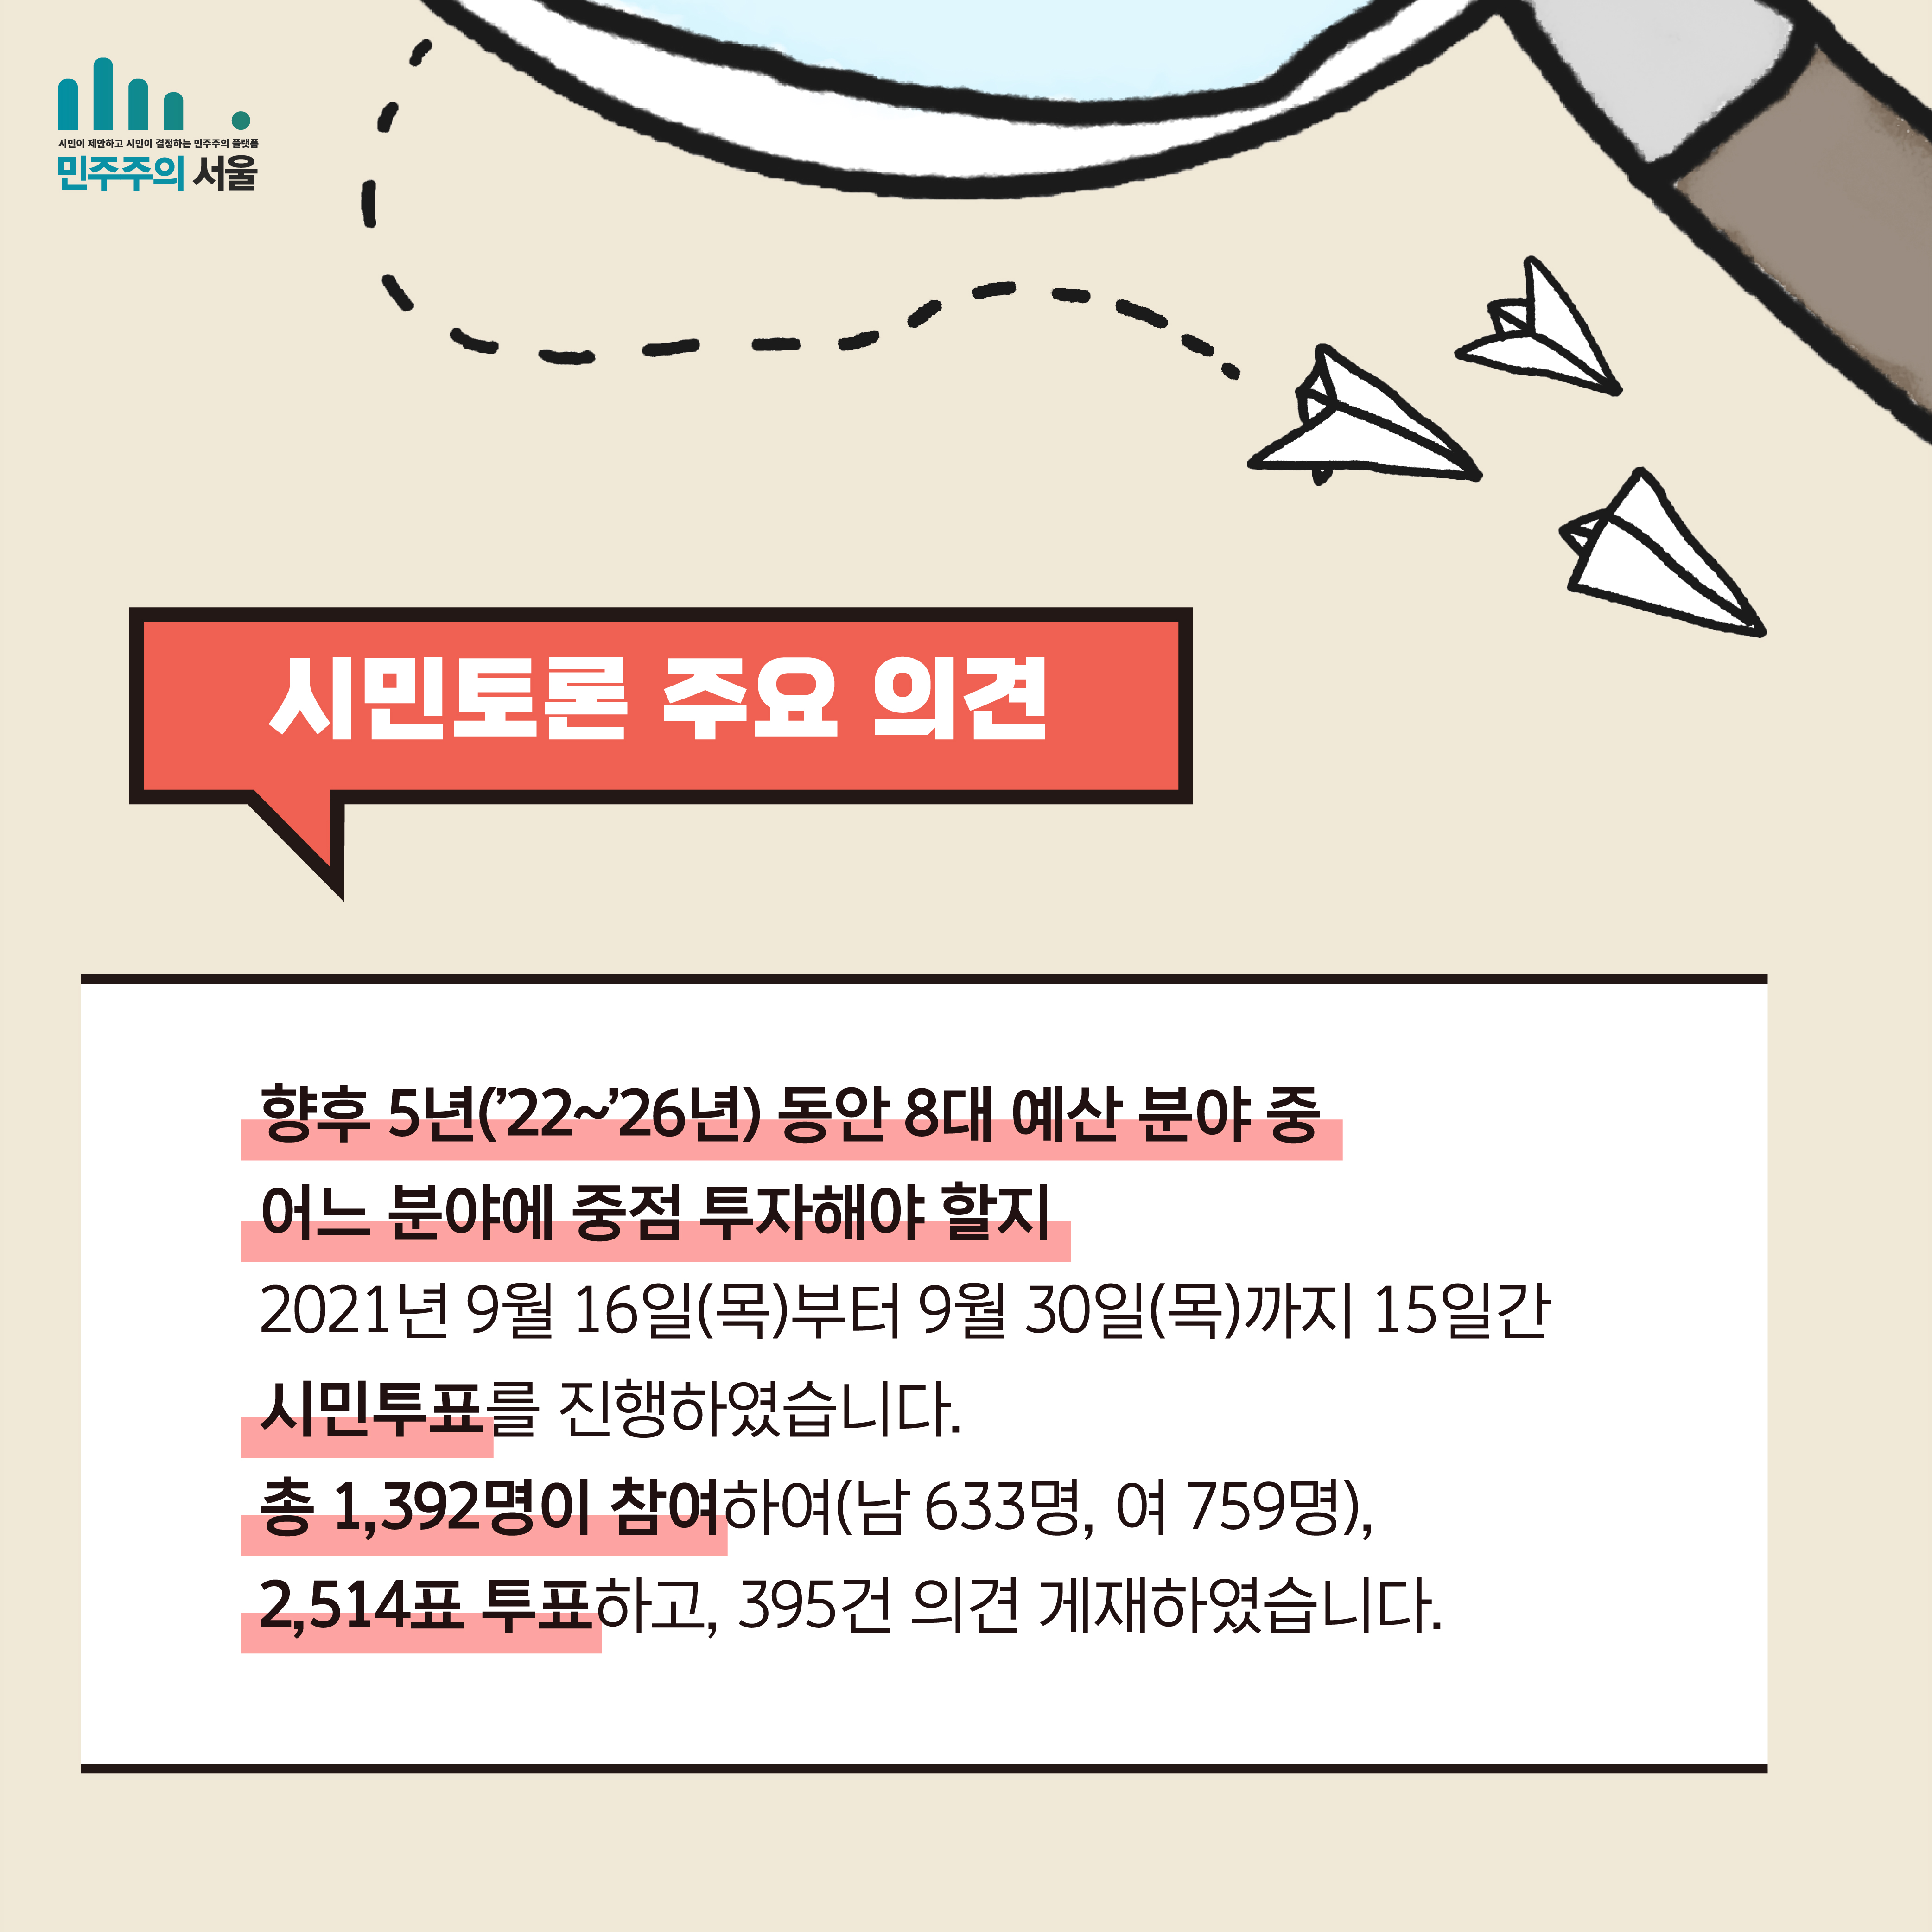 시민이 제안하고 시민이 결정하는 민주주의 플랫폼
민주주의 서울
시민토론 주요 의견
향후 5년(’22~’26년) 동안 8대 예산 분야 중
어느 분야에 중점 투자해야 할지
2021년 9월 16일(목)부터 9월 30일(목)까지 15일간
시민투표를 진행하였습니다.
총 1,392명이 참여하여(남 633명, 여 759명),
2,514표 투표하고, 395건 의견 게재하였습니다.